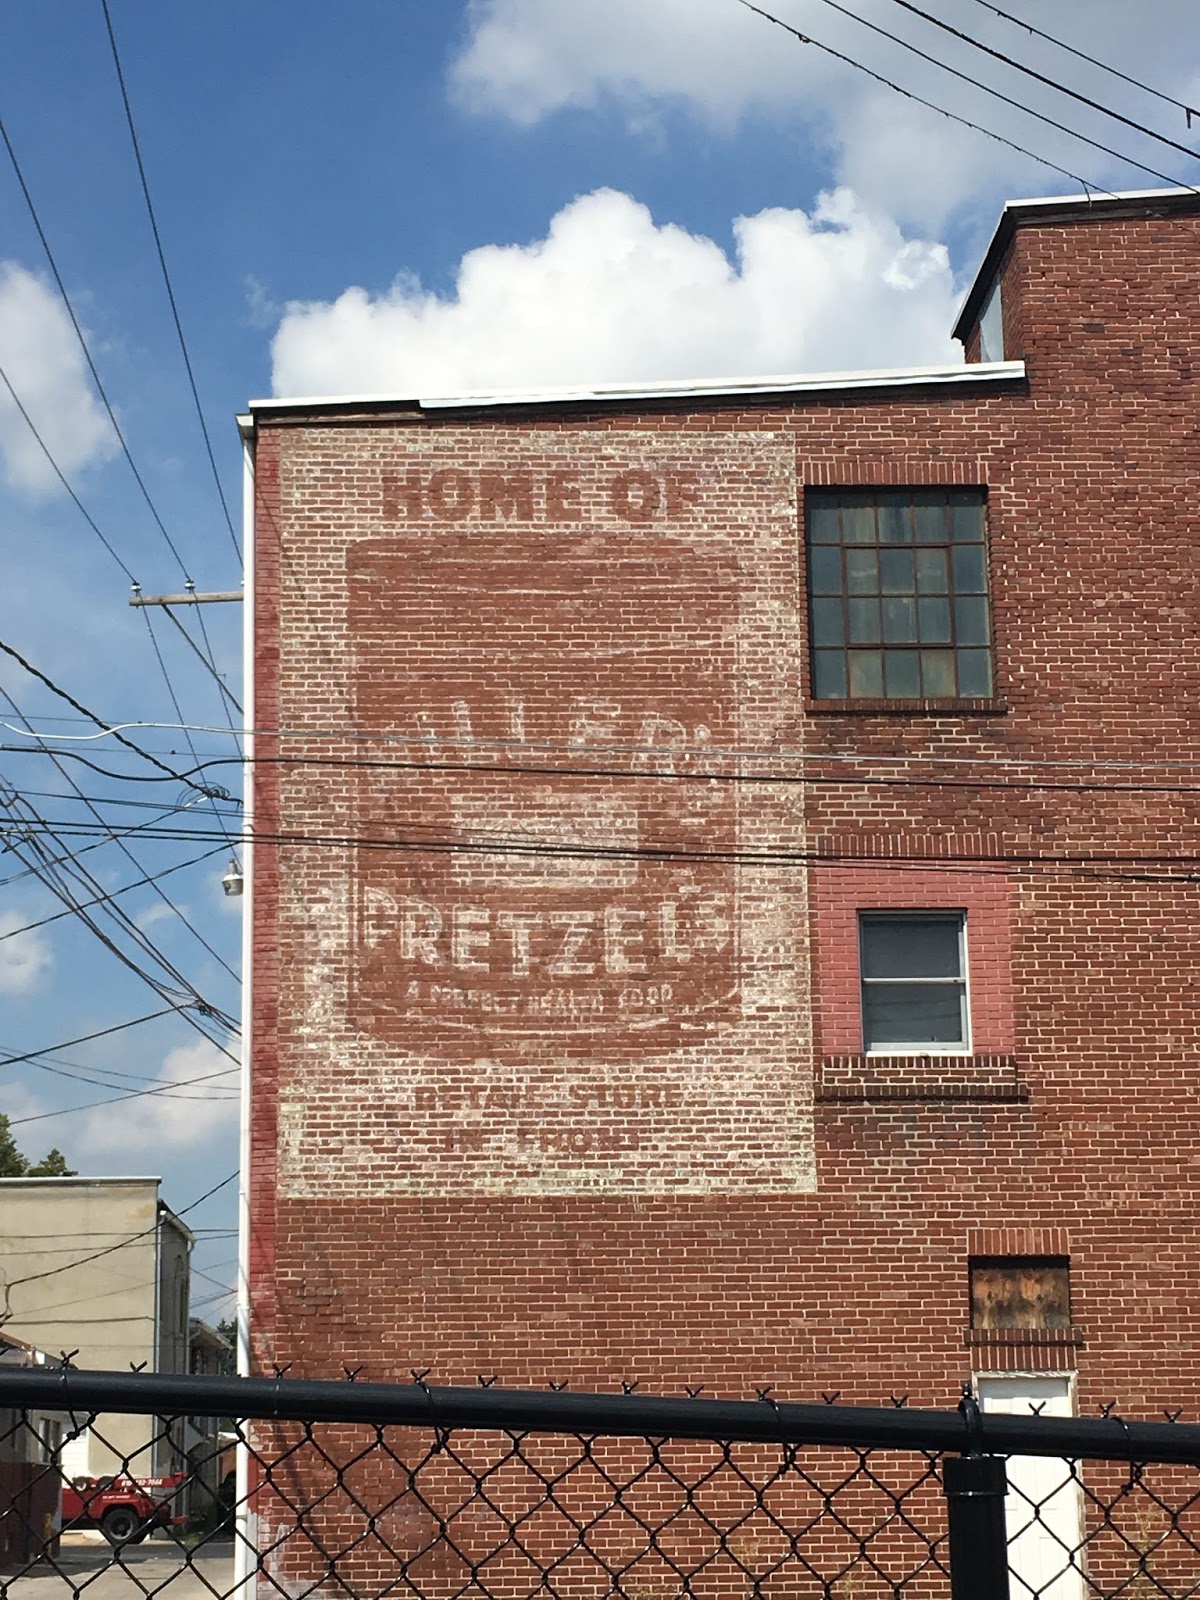 HOME OF
PRETZELS
A PERFECT HEALTH FOOD
RETAIL STORE
IN FRONT